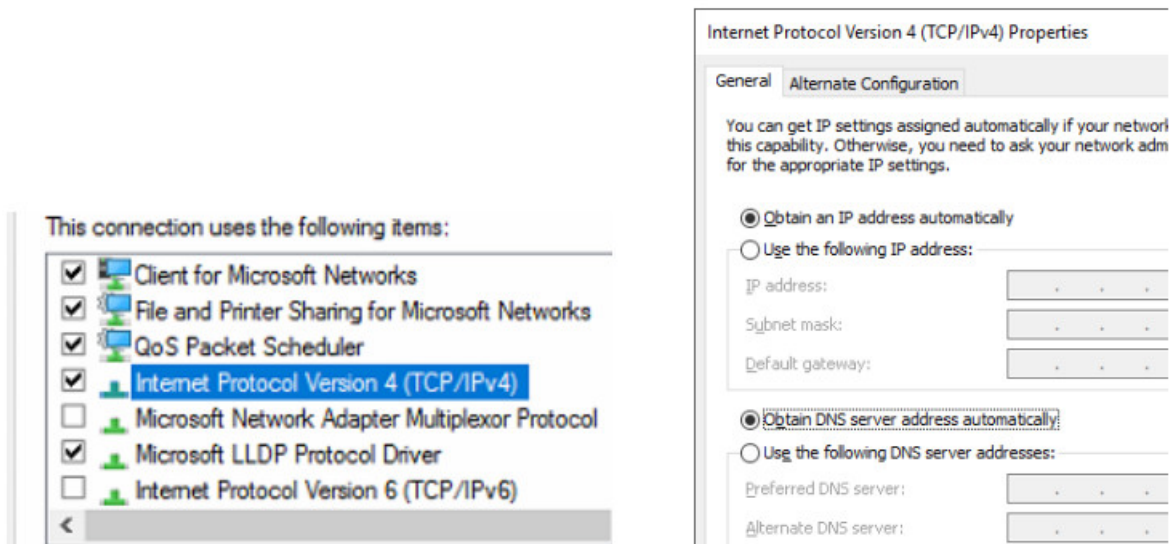 This connection uses the following items:
Client for Microsoft Networks
File and Printer Sharing for Microsoft Networks
QoS Packet Scheduler
Internet Protocol Version 4 (TCP/IPv4)
Microsoft Network Adapter Multiplexor Protocol
Microsoft LLDP Protocol Driver
Internet Protocol Version 6 (TCP/IPv6)
Internet Protocol Version 4 (TCP/IPv4) Properties
General
Alternate Configuration
You can get IP settings assigned automatically if your network
this capability. Otherwise, you need to ask your network adm
for the appropriate IP settings.
Obtain an IP address automatically
Use the following IP address:
IP address:
Subnet mask:
Default gateway:
Obtain DNS server address automatically
Use the following DNS server addresses:
Preferred DNS server:
Alternate DNS server: